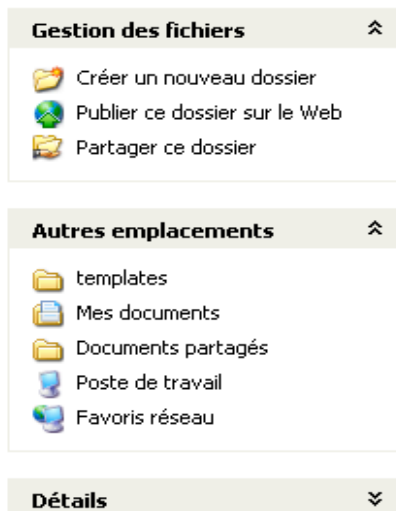 Gestion des fichiers
Créer un nouveau dossier
Publier ce dossier sur le Web
Partager ce dossier
Autres emplacements
templates
Mes documents
Documents partagés
Poste de travail
Favoris réseau
Détails